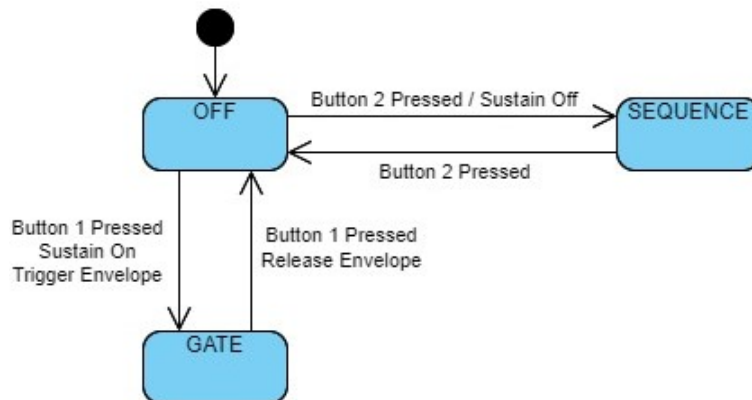 OFF
Button 2 Pressed / Sustain Off
SEQUENCE
Button 2 Pressed
Button 1 Pressed
Sustain On
Trigger Envelope
Button 1 Pressed
Release Envelope
GATE